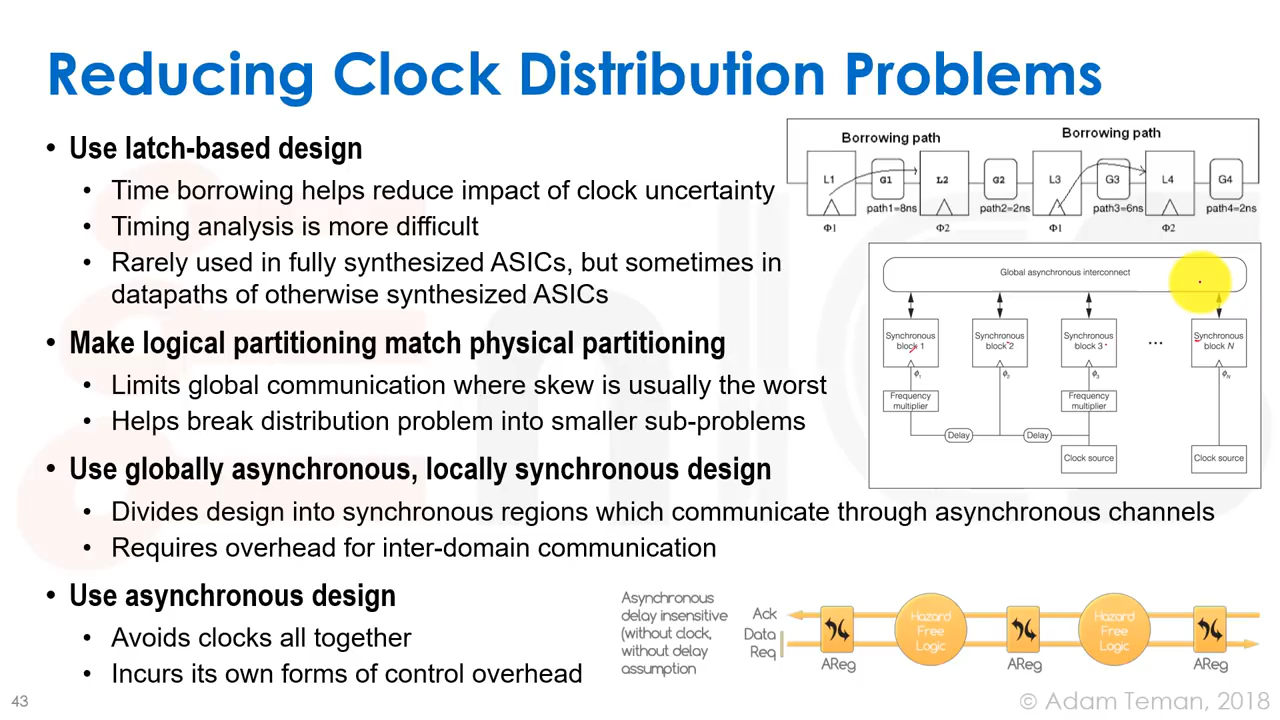 Reducing Clock Distribution Problems
• Use latch-based design
• Time borrowing helps reduce impact of clock uncertainty
• Timing analysis is more difficult
• Rarely used in fully synthesized ASICs, but sometimes in
datapaths of otherwise synthesized ASICs
• Make logical partitioning match physical partitioning
• Limits global communication where skew is usually the worst
• Helps break distribution problem into smaller sub-problems
• Use globally asynchronous, locally synchronous design
• Divides design into synchronous regions which communicate through asynchronous channels
• Requires overhead for inter-domain communication
• Use asynchronous design
• Avoids clocks all together
• Incurs its own forms of control overhead
Borrowing path Borrowing path
L1 G1 L2 G2 L3 G3 L4 G4
path1=8ns path2=2ns path3=6ns path4=2ns
Φ1 Φ2 Φ1 Φ2
Global asynchronous interconnect
Synchronous block 1
Synchronous block 2
Synchronous block 3
...
Synchronous block N
ϕ1 ϕ2 ϕ3 ϕN
Frequency multiplier
Frequency multiplier
Delay Delay
Clock source Clock source
Asynchronous
delay insensitive
(without clock,
without delay
assumption
Ack
Data
Req
Hazard Free Logic
Hazard Free Logic
AReg AReg AReg
43
© Adam Teman, 2018